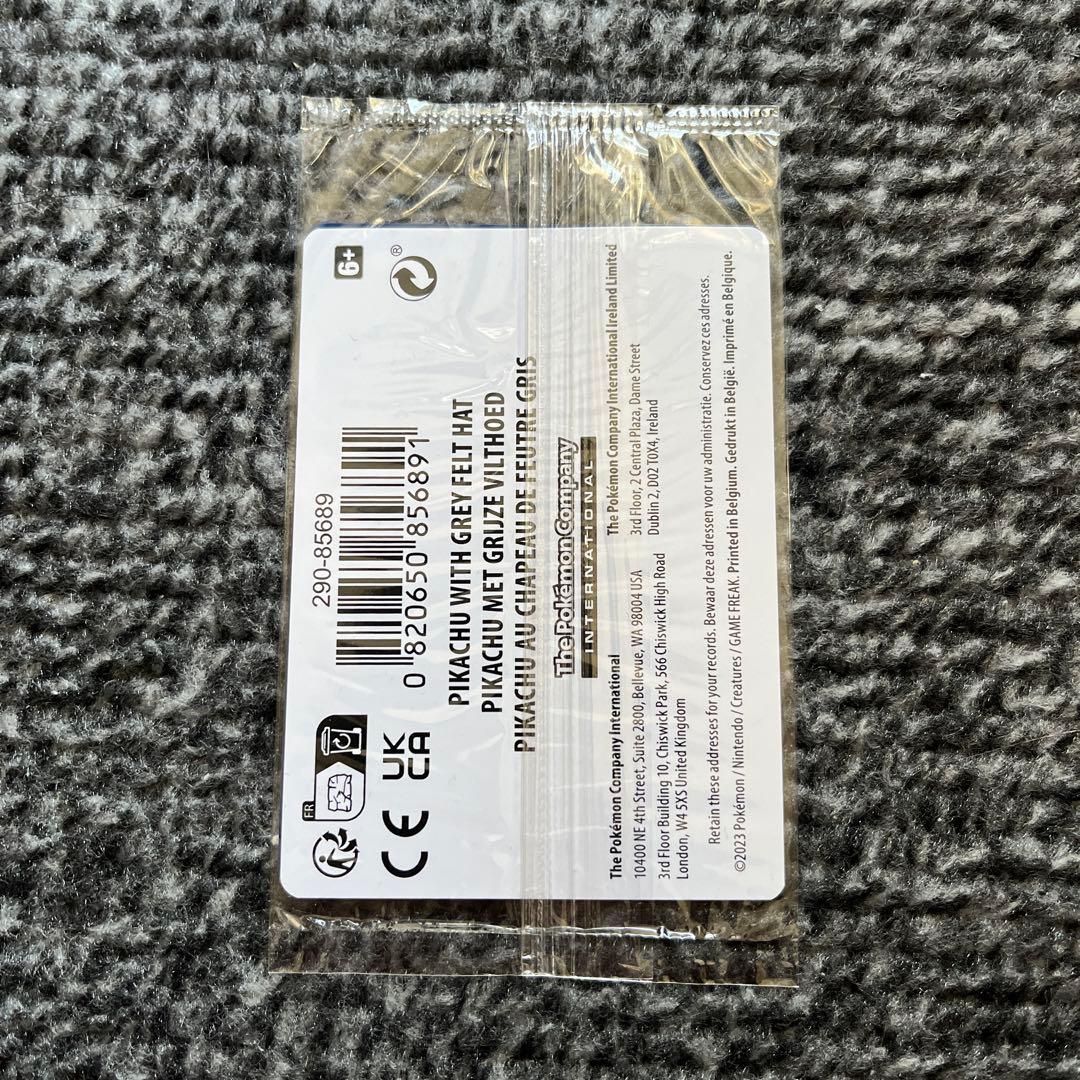 6+
®
290-85689
0 820650 856891
FR
CE
UK
CA
PIKACHU WITH GREY FELT HAT
PIKACHU MET GRIJZE VILTHOED
PIKACHU AU CHAPEAU DE FEUTRE GRIS
The Pokémon Company
INTERNATIONAL
The Pokémon Company International
10400 NE 4th Street, Suite 2800, Bellevue, WA 98004 USA
3rd Floor Building 10, Chiswick Park, 566 Chiswick High Road
London, W4 5XS United Kingdom
The Pokémon Company International Ireland Limited
3rd Floor, 2 Central Plaza, Dame Street
Dublin 2, D02 T0X4, Ireland
Retain these addresses for your records. Bewaar deze adressen voor uw administratie. Conservez ces adresses.
©2023 Pokémon / Nintendo / Creatures / GAME FREAK. Printed in Belgium. Gedrukt in België. Imprimé en Belgique.